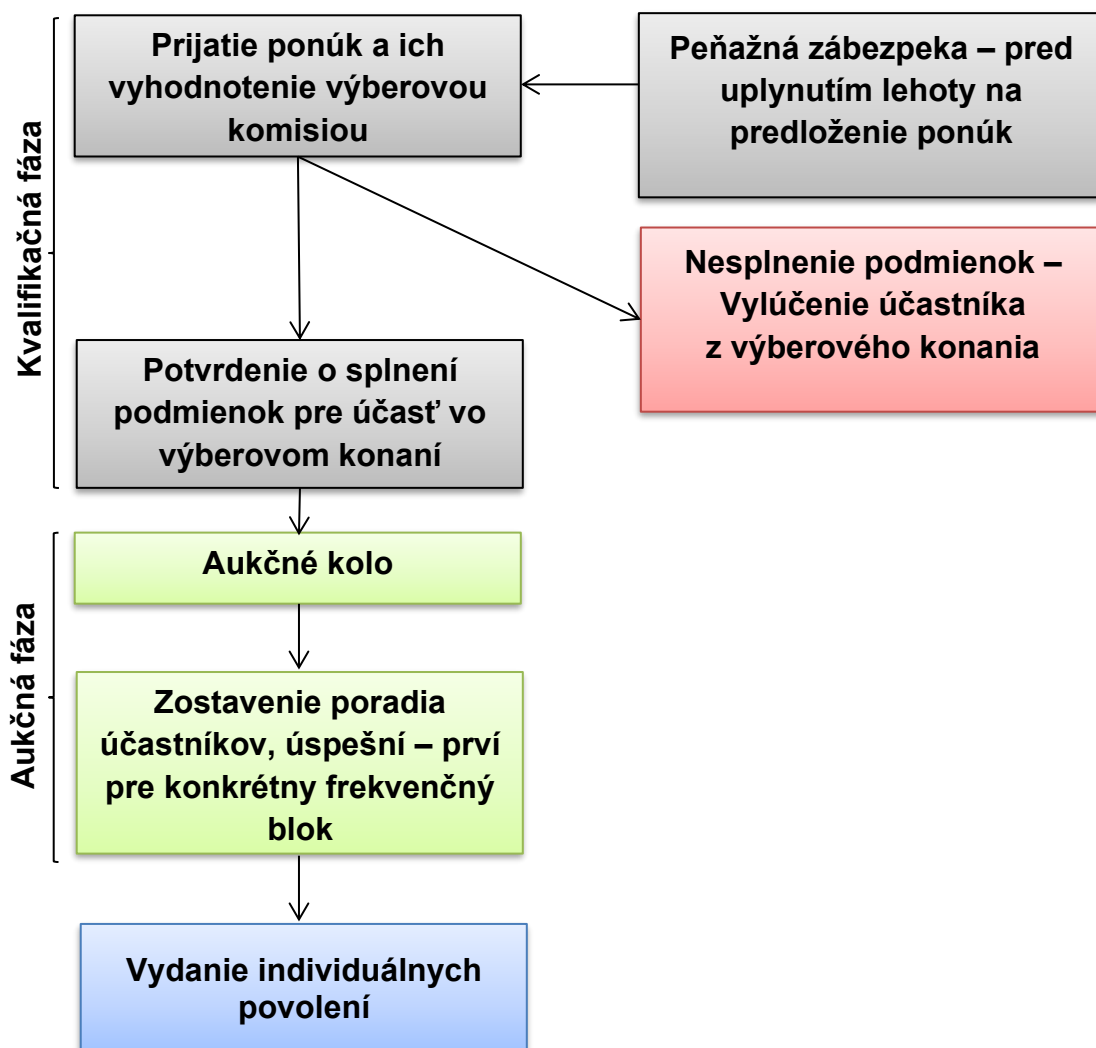 Kvalifikačná fáza
Prijatie ponúk a ich
vyhodnotenie výberovou
komisiou
Peňažná zábezpeka – pred
uplynutím lehoty na
predloženie ponúk
Nesplnenie podmienok –
Vylúčenie účastníka
z výberového konania
Potvrdenie o splnení
podmienok pre účasť vo
výberovom konaní
Aukčná fáza
Aukčné kolo
Zostavenie poradia
účastníkov, úspešní – prví
pre konkrétny frekvenčný
blok
Vydanie individuálnych
povolení